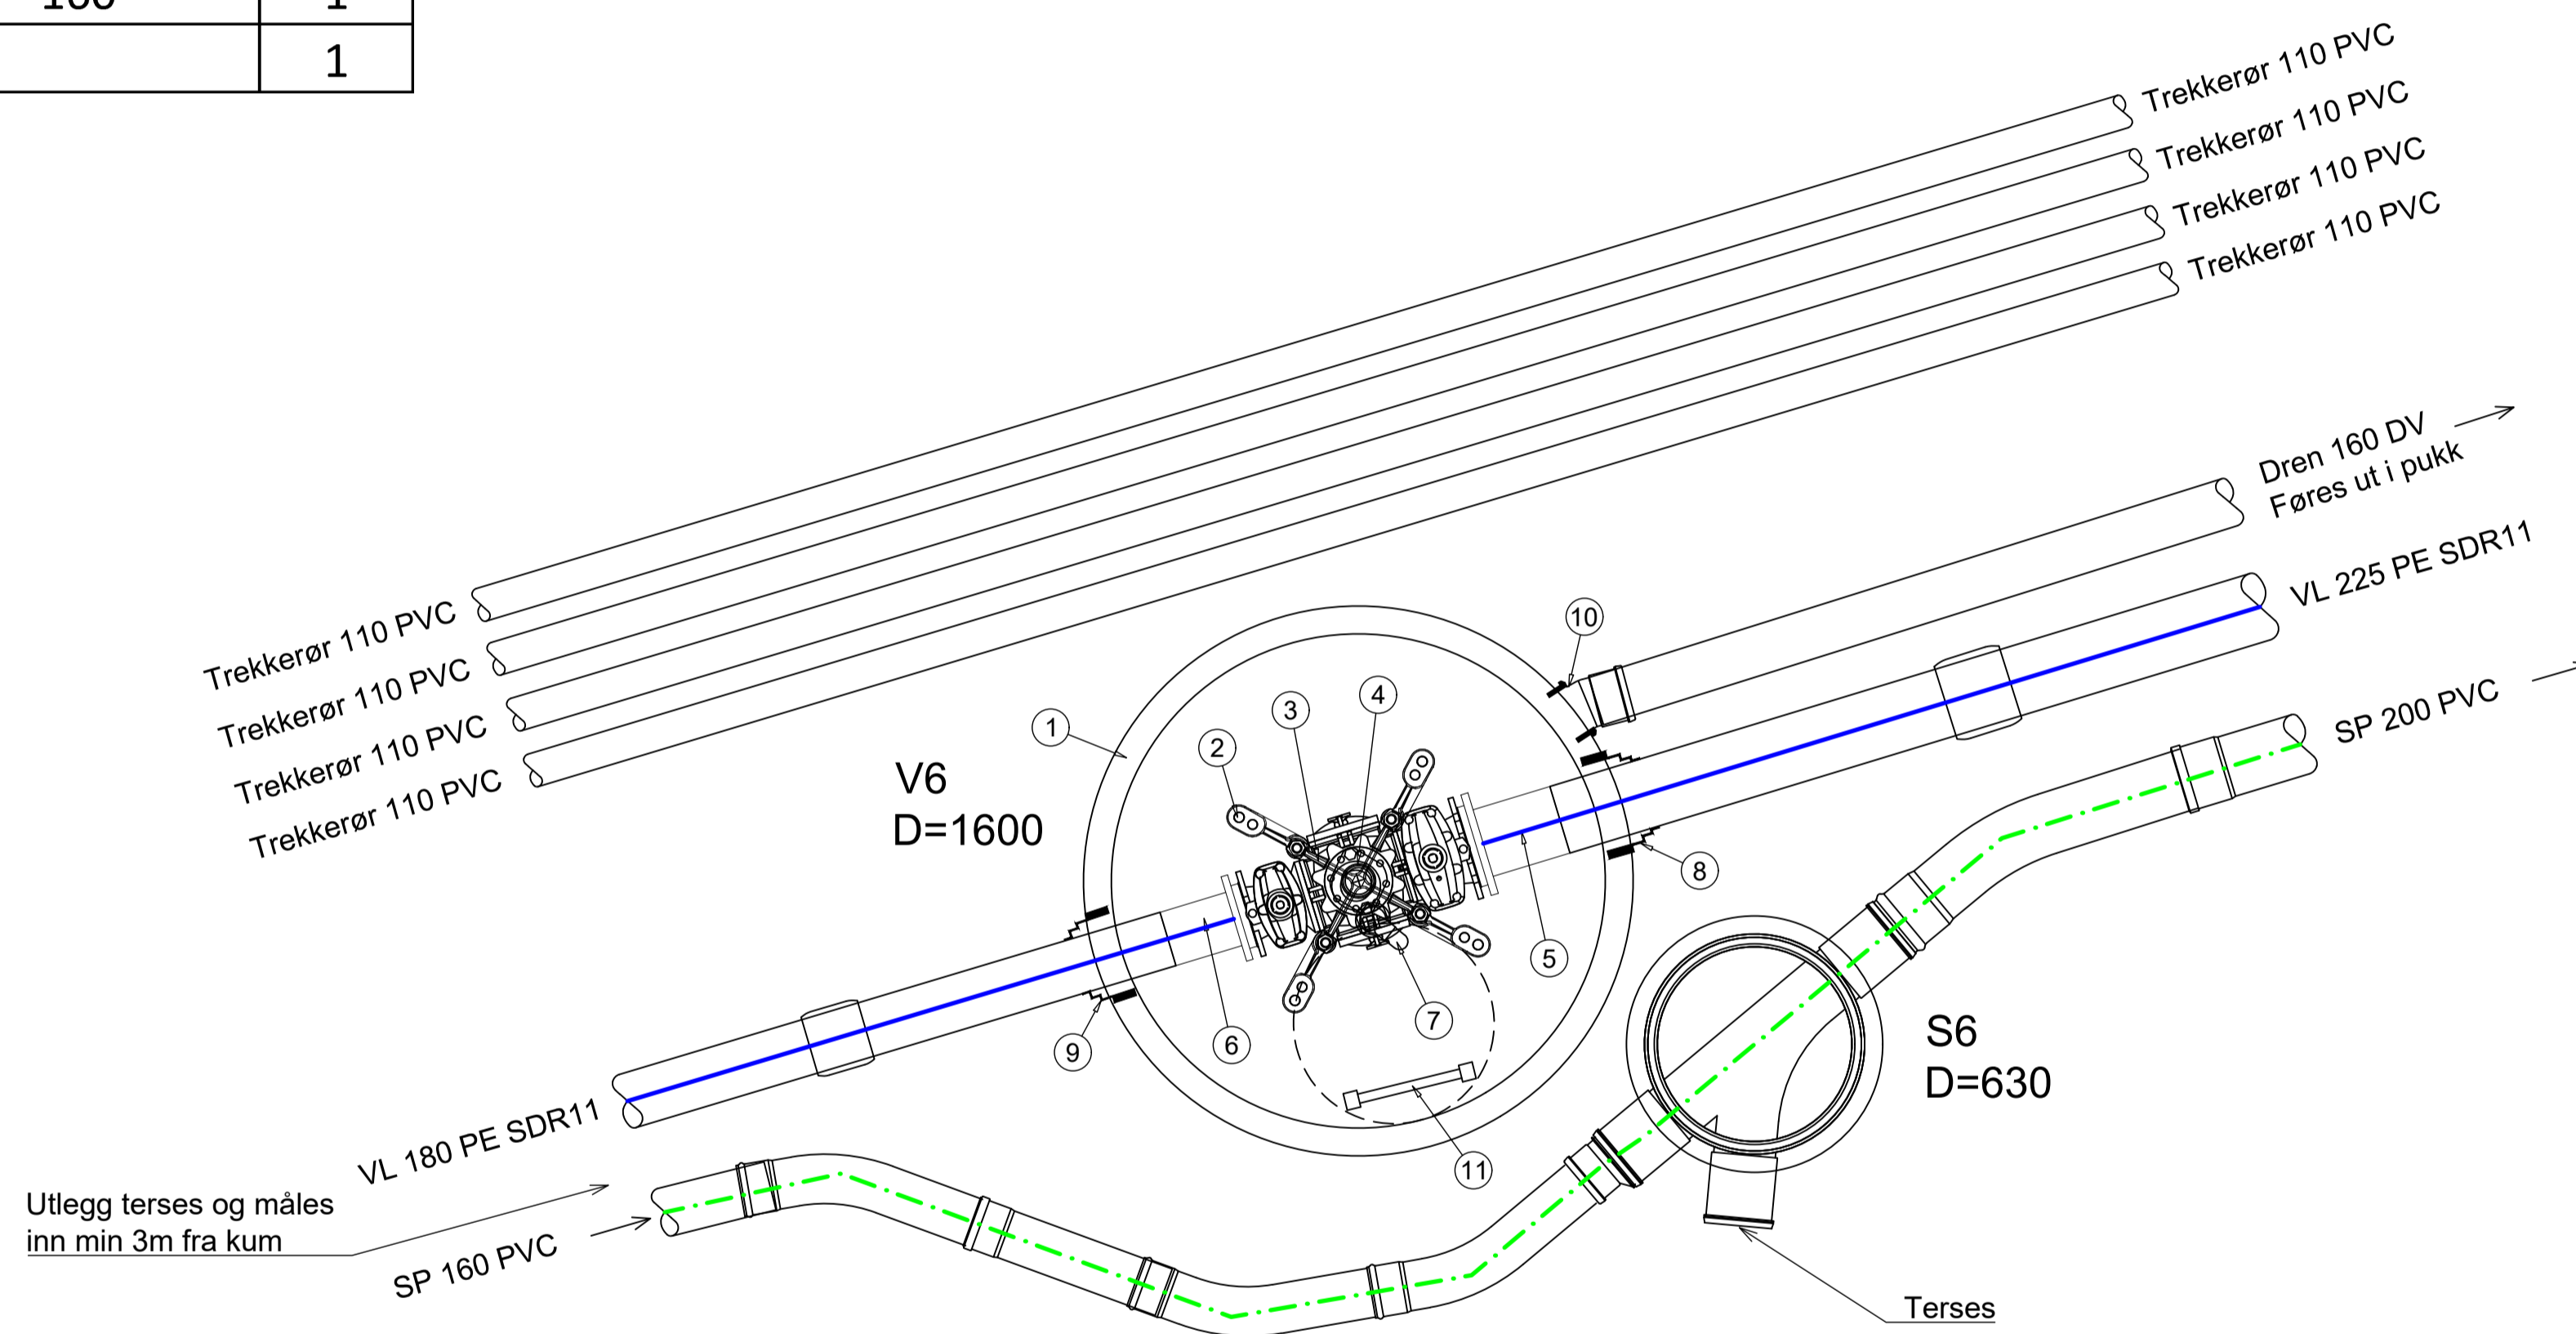 1
1
Trekkerør 110 PVC
Trekkerør 110 PVC
Trekkerør 110 PVC
Trekkerør 110 PVC
Dren 160 DV
Føres ut i pukk
VL 225 PE SDR11
SP 200 PVC
Trekkerør 110 PVC
Trekkerør 110 PVC
Trekkerør 110 PVC
Trekkerør 110 PVC
V6
D=1600
1
2
3
4
10
8
5
7
6
9
11
S6
D=630
VL 180 PE SDR11
Utlegg terses og måles
inn min 3m fra kum
SP 160 PVC
Terses